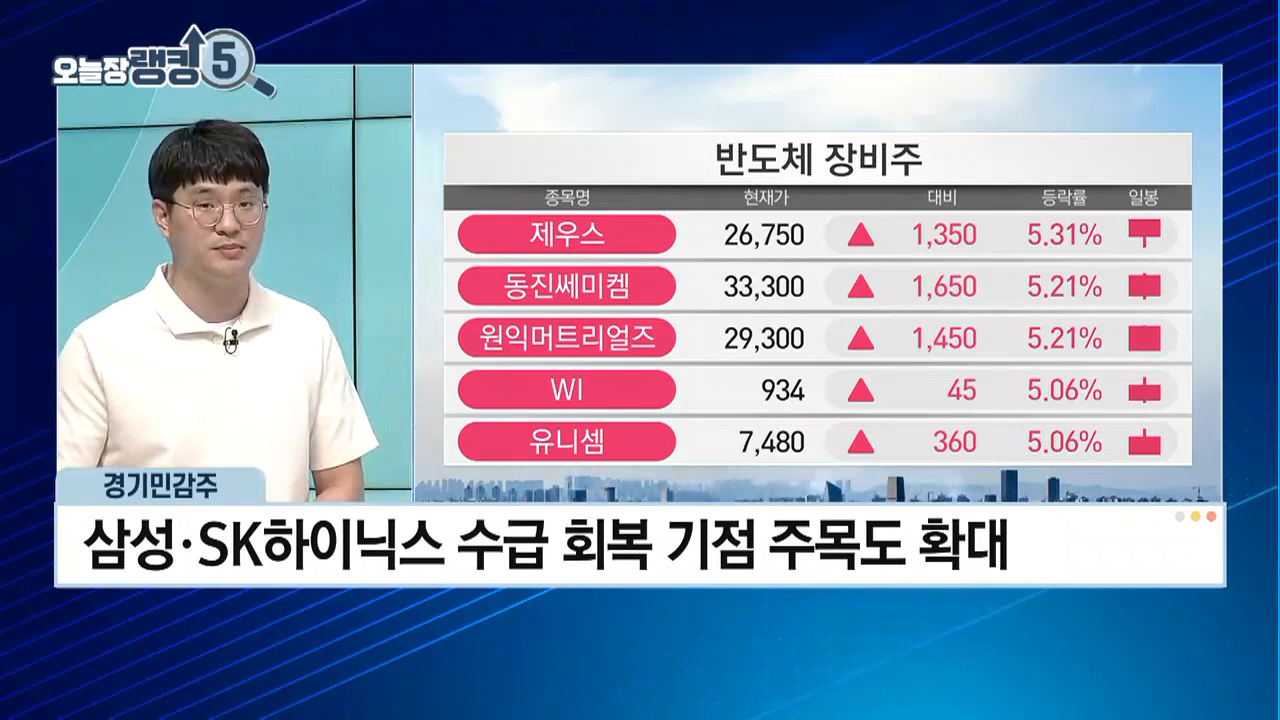 오늘장 랭킹 5
반도체 장비주
종목명 현재가 대비 등락률 일봉
제우스 26,750 ▲ 1,350 5.31%
동진쎄미켐 33,300 ▲ 1,650 5.21%
원익머트리얼즈 29,300 ▲ 1,450 5.21%
WI 934 ▲ 45 5.06%
유니셈 7,480 ▲ 360 5.06%
경기민감주
삼성·SK하이닉스 수급 회복 기점 주목도 확대